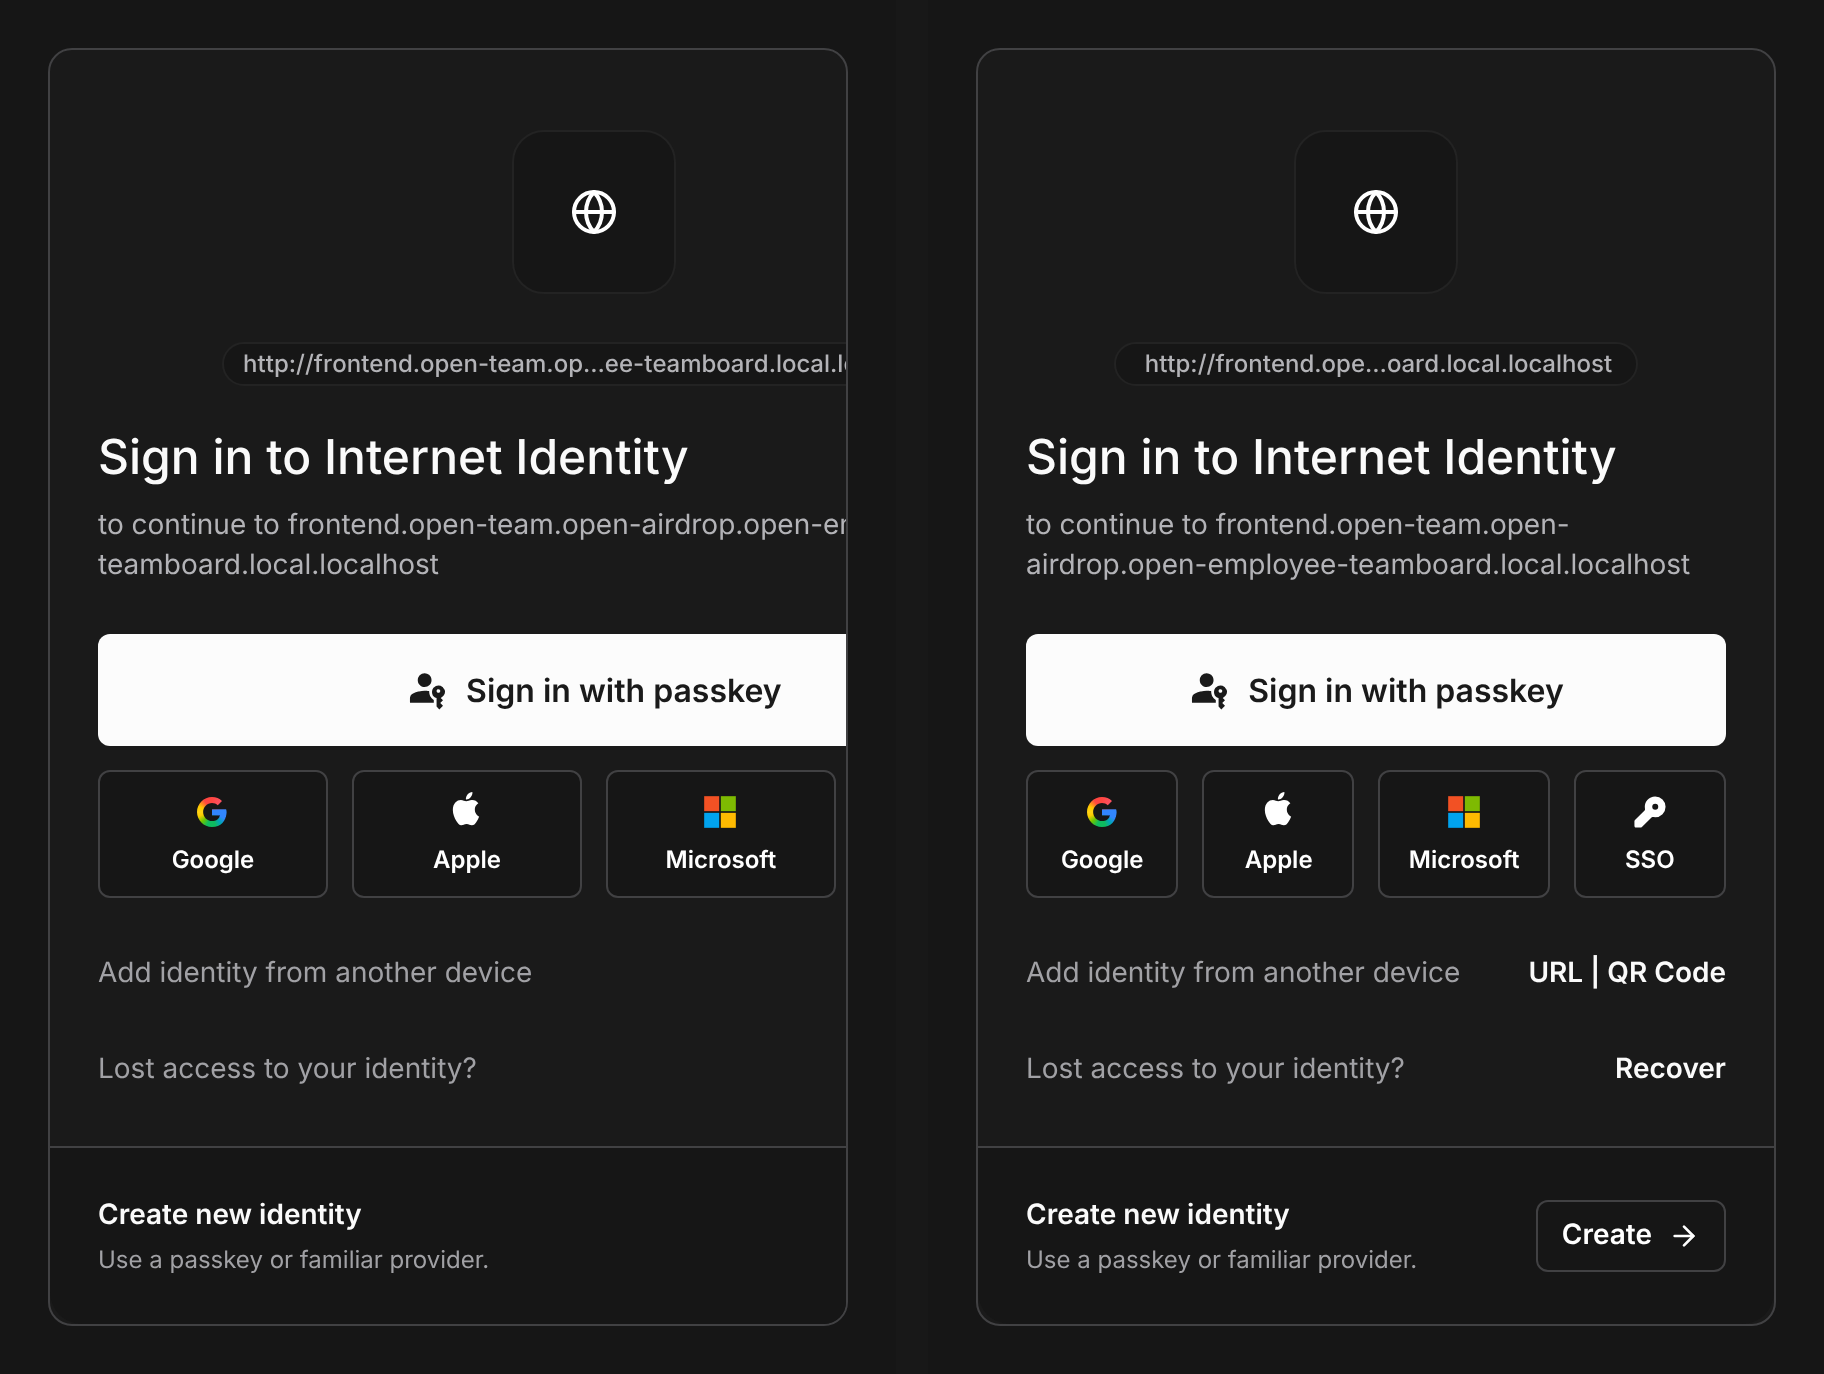 http://frontend.open-team.op...ee-teamboard.local.l
Sign in to Internet Identity
to continue to frontend.open-team.open-airdrop.open-e
teamboard.local.localhost
Sign in with passkey
Google
Apple
Microsoft
Add identity from another device
Lost access to your identity?
Create new identity
Use a passkey or familiar provider.
http://frontend.ope...oard.local.localhost
Sign in to Internet Identity
to continue to frontend.open-team.open-
airdrop.open-employee-teamboard.local.localhost
Sign in with passkey
Google
Apple
Microsoft
SSO
Add identity from another device
URL | QR Code
Lost access to your identity?
Recover
Create new identity
Use a passkey or familiar provider.
Create